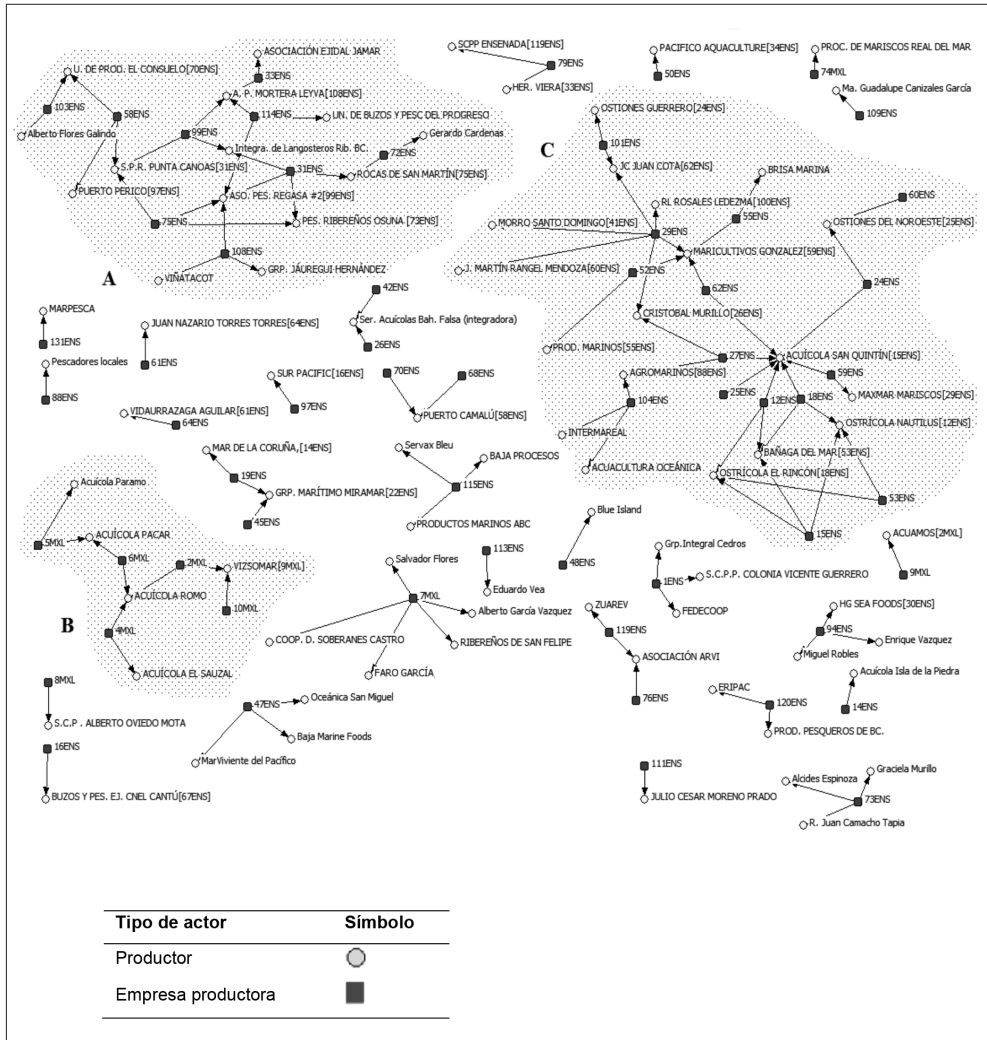 ASOCIACIÓN EJIDAL JAMAR
SCPP ENSENADA[119ENS]
PACIFICO AQUACULTURE[34ENS]
PROC. DE MARISCOS REAL DEL MAR
U. DE PROD. EL CONSUELO[70ENS]
33ENS
79ENS
50ENS
74MXL
A. P. MORTERA LEYVA[108ENS]
HER. VIERA[33ENS]
Ma. Guadalupe Canizales García
103ENS
58ENS
114ENS
UN. DE BUZOS Y PESC DEL PROGRESO
OSTIONES GUERRERO[24ENS]
109ENS
Alberto Flores Galindo
99ENS
Gerardo Cardenas
101ENS
C
Integra. de Langosteros Rib. BC.
72ENS
S.P.R. PUNTA CANOAS[31ENS]
31ENS
ROCAS DE SAN MARTÍN[75ENS]
JC JUAN COTA[62ENS]
BRISA MARINA
PUERTO PERICO[97ENS]
ASO. PES. REGASA #2[99ENS]
RL ROSALES LEDEZMA[100ENS]
60ENS
75ENS
PES. RIBEREÑOS OSUNA [73ENS]
MORRO SANTO DOMINGO[41ENS]
55ENS
OSTIONES DEL NOROESTE[25ENS]
29ENS
108ENS
MARICULTIVOS GONZALEZ[59ENS]
A
GRP. JÁUREGUI HERNÁNDEZ
J. MARTÍN RANGEL MENDOZA[60ENS]
52ENS
VIÑATACOT
62ENS
24ENS
42ENS
MARPESCA
JUAN NAZARIO TORRES TORRES[64ENS]
Ser. Acuícolas Bah. Falsa (integradora)
CRISTOBAL MURILLO[26ENS]
131ENS
26ENS
PROD. MARINOS[55ENS]
27ENS
ACUÍCOLA SAN QUINTÍN[15ENS]
Pescadores locales
61ENS
SUR PACIFIC[16ENS]
70ENS
68ENS
AGROMARINOS[88ENS]
59ENS
88ENS
97ENS
25ENS
MAXMAR MARISCOS[29ENS]
VIDAURRAZAGA AGUILAR[61ENS]
PUERTO CAMALÚ[58ENS]
104ENS
12ENS
18ENS
64ENS
OSTRÍCOLA NAUTILUS[12ENS]
INTERMAREAL
MAR DE LA CORUÑA,[14ENS]
Servax Bleu
BAJA PROCESOS
BAÑAGA DEL MAR[53ENS]
ACUACULTURA OCEÁNICA
OSTRÍCOLA EL RINCÓN[18ENS]
Acuícola Paramo
19ENS
115ENS
GRP. MARÍTIMO MIRAMAR[22ENS]
53ENS
45ENS
PRODUCTOS MARINOS ABC
Blue Island
15ENS
ACUÍCOLA PACAR
ACUAMOS[2MXL]
5MXL
Grp.Integral Cedros
113ENS
6MXL
2MXL
VIZSOMAR[9MXL]
Salvador Flores
48ENS
9MXL
1ENS
S.C.P.P. COLONIA VICENTE GUERRERO
ACUÍCOLA ROMO
Eduardo Vea
7MXL
10MXL
ZUAREV
FEDECOOP
HG SEA FOODS[30ENS]
Alberto García Vazquez
B
4MXL
119ENS
94ENS
COOP. D. SOBERANES CASTRO
RIBEREÑOS DE SAN FELIPE
Enrique Vazquez
ASOCIACIÓN ARVI
Miguel Robles
ACUÍCOLA EL SAUZAL
FARO GARCÍA
Acuícola Isla de la Piedra
8MXL
ERIPAC
Oceánica San Miguel
76ENS
47ENS
120ENS
14ENS
S.C.P . ALBERTO OVIEDO MOTA
PROD. PESQUEROS DE BC.
Baja Marine Foods
16ENS
MarViviente del Pacífico
111ENS
Graciela Murillo
Alcides Espinoza
BUZOS Y PES. EJ. CNEL CANTÚ[67ENS]
JULIO CESAR MORENO PRADO
73ENS
R. Juan Camacho Tapia
Tipo de actor Símbolo
Productor
Empresa productora